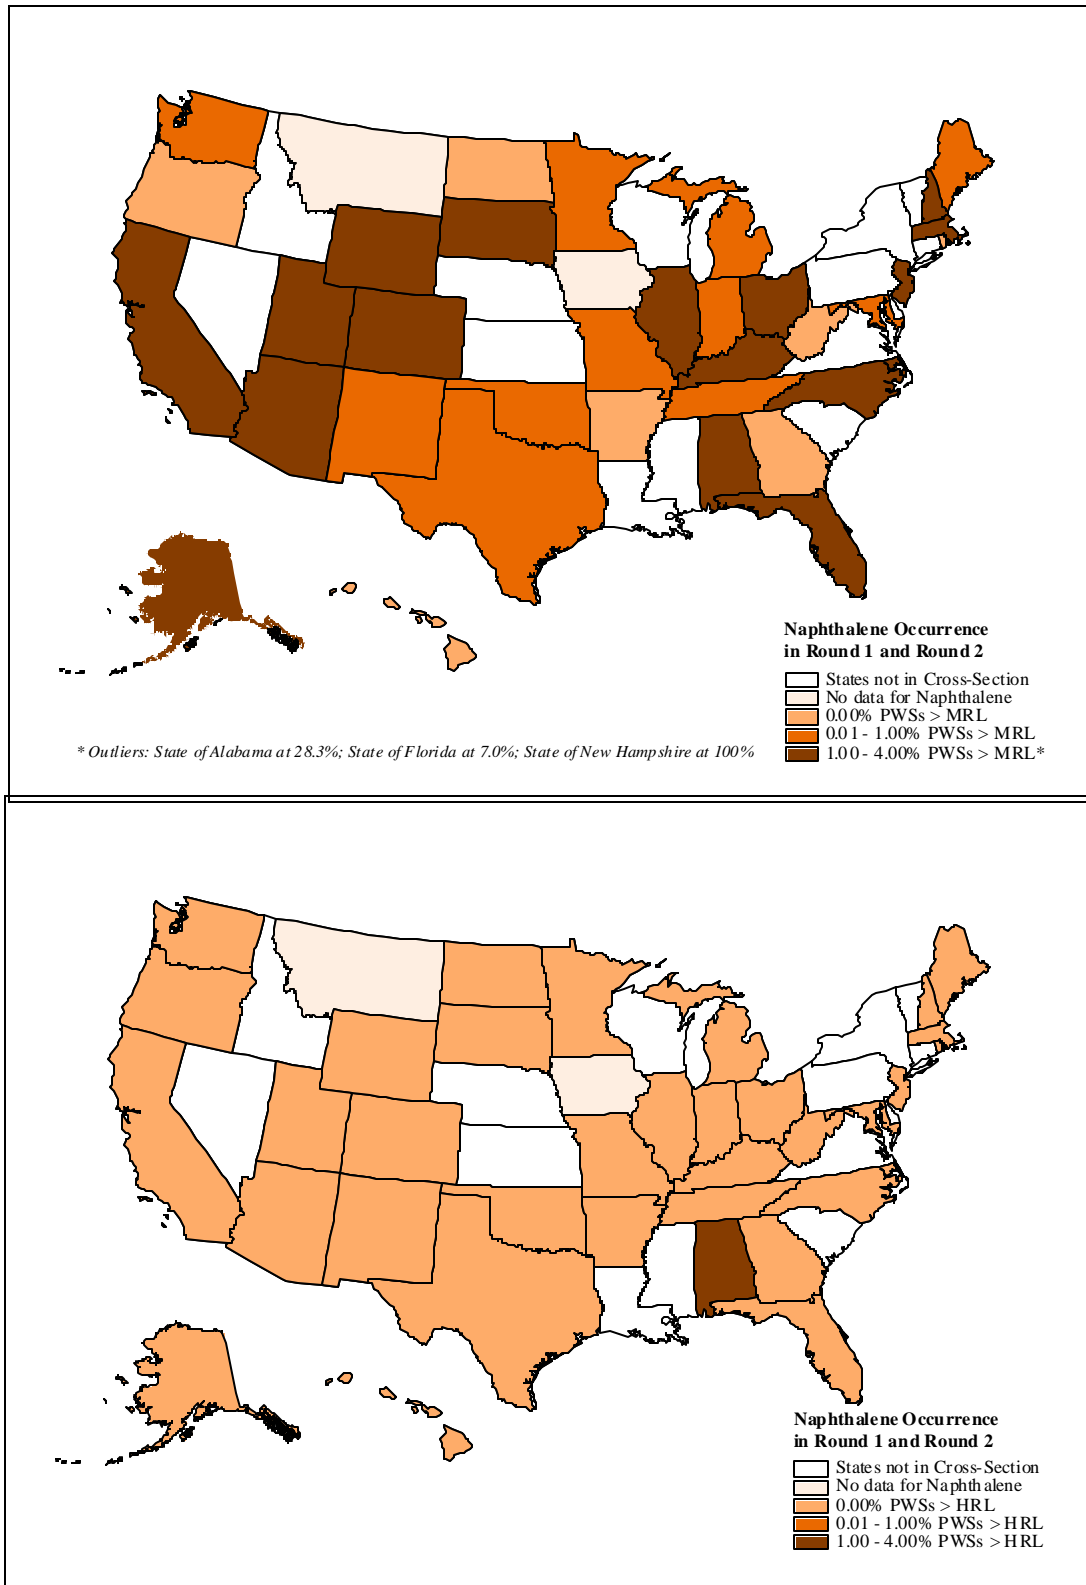 Naphthalene Occurrence
in Round 1 and Round 2
States not in Cross-Section
No data for Naphthalene
0.00% PWSs > MRL
0.01 - 1.00% PWSs > MRL
1.00 - 4.00% PWSs > MRL*
* Outliers: State of Alabama at 28.3%; State of Florida at 7.0%; State of New Hampshire at 100%
Naphthalene Occurrence
in Round 1 and Round 2
States not in Cross-Section
No data for Naphthalene
0.00% PWSs > HRL
0.01 - 1.00% PWSs > HRL
1.00 - 4.00% PWSs > HRL